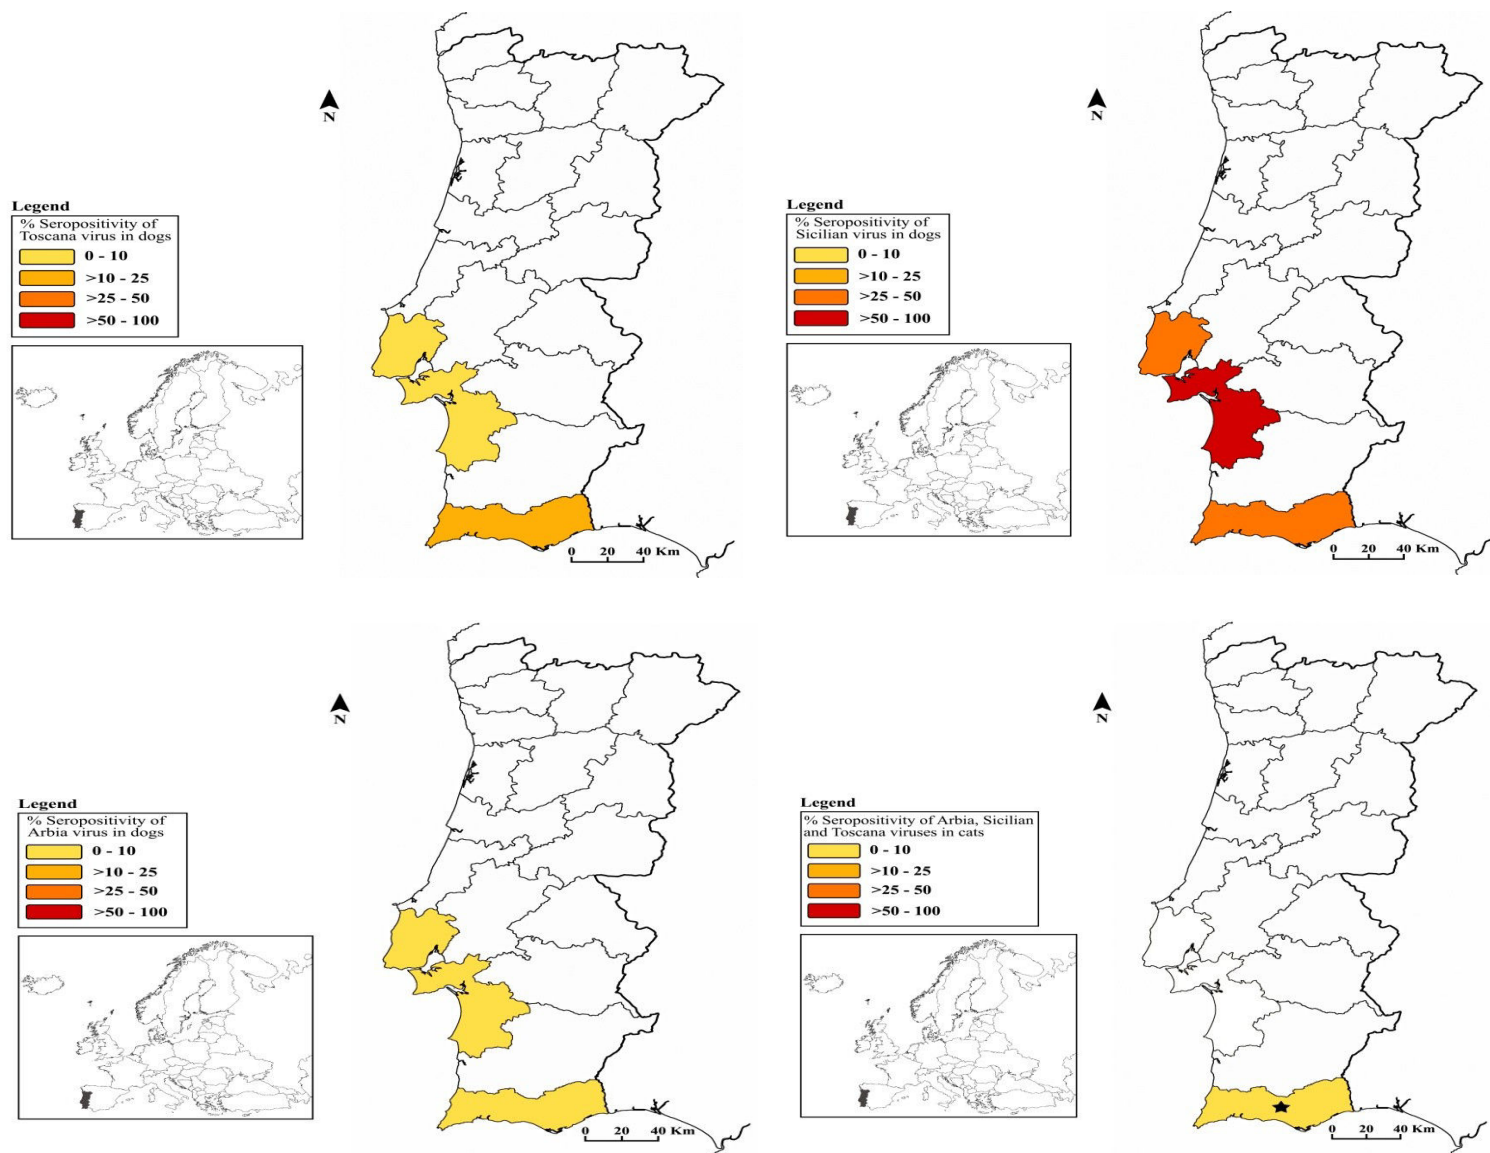 N
Legend
% Seropositivity of
Toscana virus in dogs
0 - 10
>10 - 25
>25 - 50
>50 - 100
0 20 40 Km
N
Legend
% Seropositivity of
Sicilian virus in dogs
0 - 10
>10 - 25
>25 - 50
>50 - 100
0 20 40 Km
N
Legend
% Seropositivity of
Arbia virus in dogs
0 - 10
>10 - 25
>25 - 50
>50 - 100
0 20 40 Km
N
Legend
% Seropositivity of Arbia, Sicilian
and Toscana viruses in cats
0 - 10
>10 - 25
>25 - 50
>50 - 100
0 20 40 Km